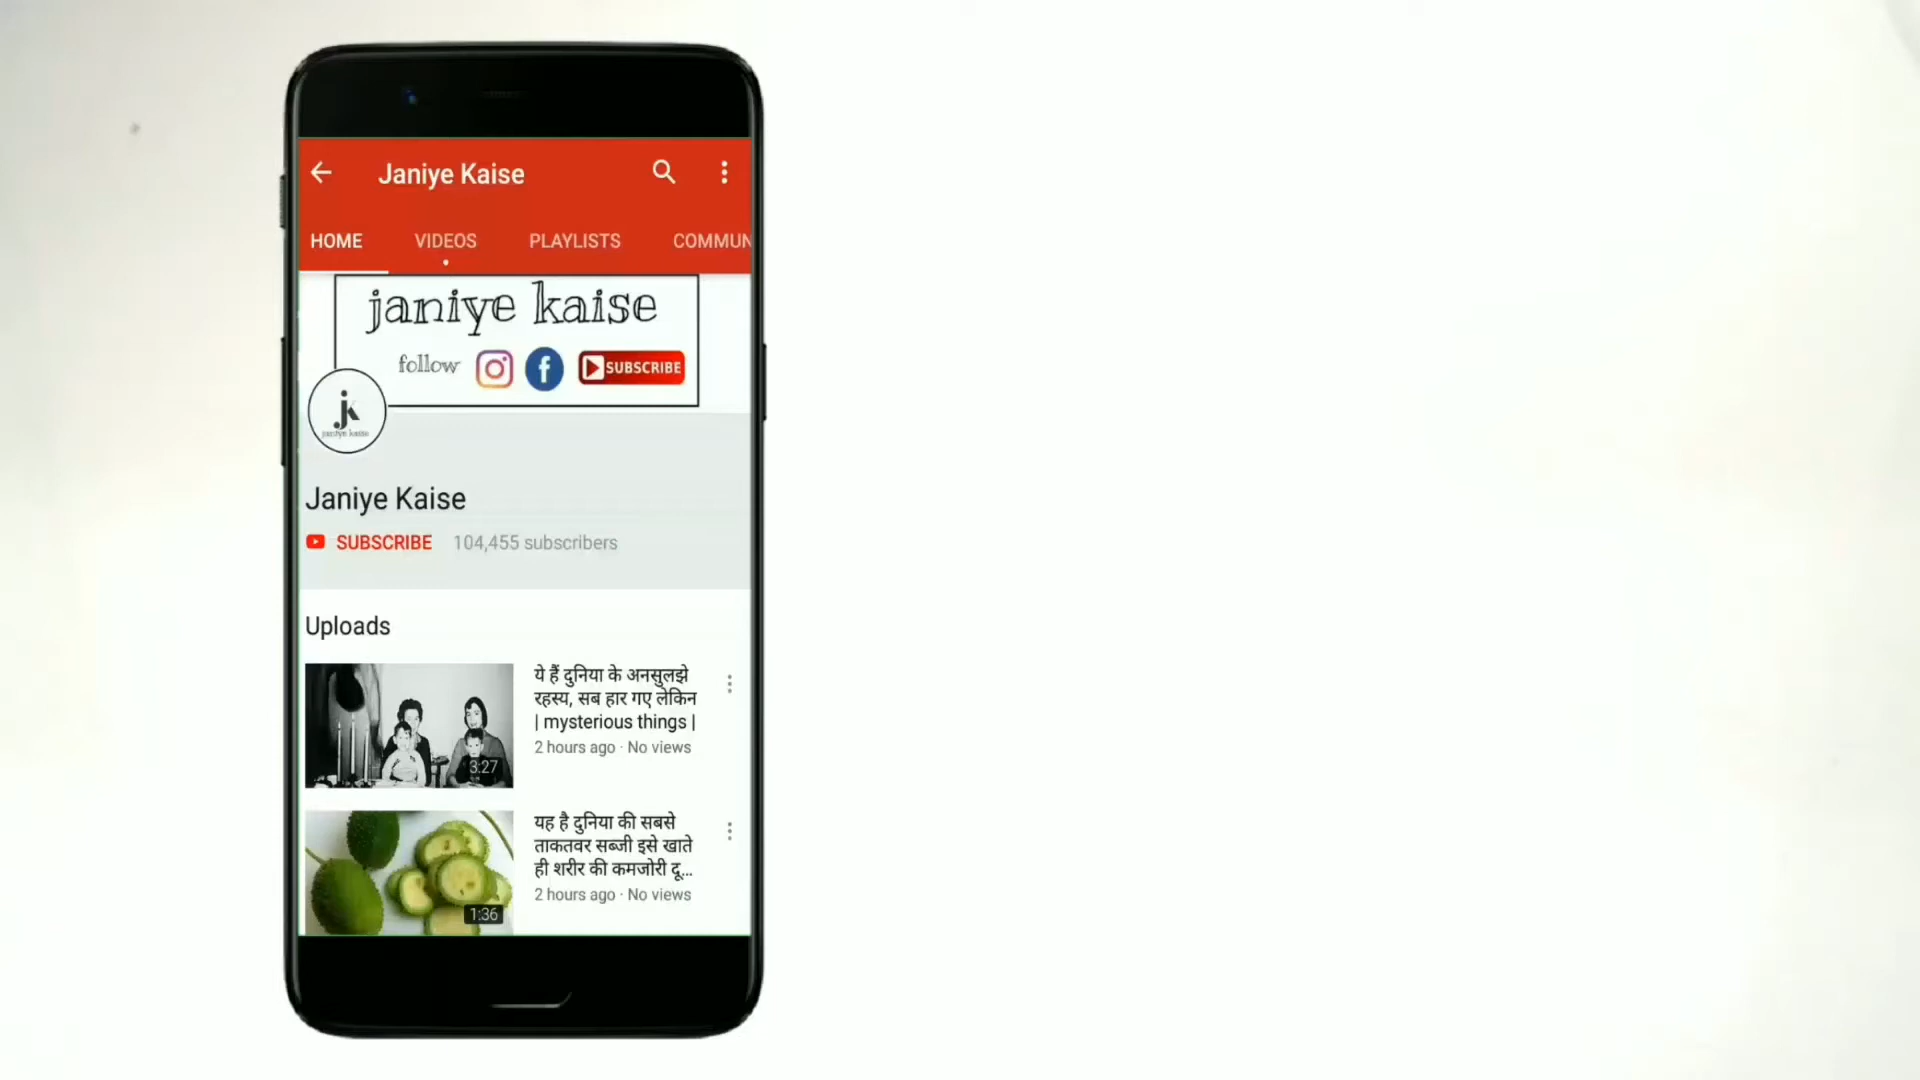 Janiye Kaise
HOME VIDEOS PLAYLISTS COMMUN
janiye kaise
follow f SUBSCRIBE
jk
janiye kaise
Janiye Kaise
SUBSCRIBE 104,455 subscribers
Uploads
ये हैं दुनिया के अनसुलझे
रहस्य, सब हार गए लेकिन
| mysterious things |
2 hours ago · No views
3:27
यह है दुनिया की सबसे
ताकतवर सब्जी इसे खाते
ही शरीर की कमजोरी दू...
2 hours ago · No views
1:36